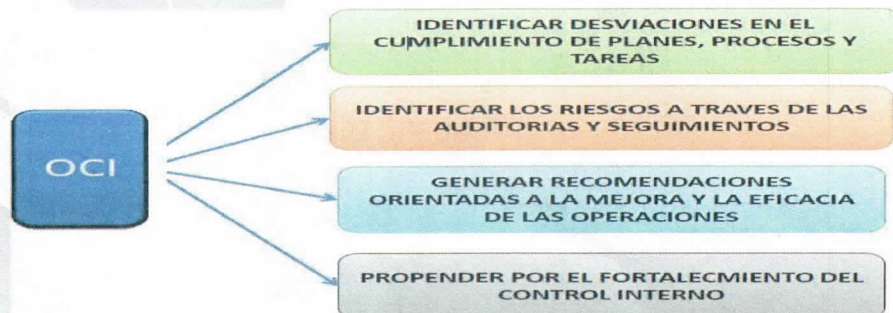 OCI
IDENTIFICAR DESVIACIONES EN EL
CUMPLIMIENTO DE PLANES, PROCESOS Y
TAREAS
IDENTIFICAR LOS RIESGOS A TRAVES DE LAS
AUDITORIAS Y SEGUIMIENTOS
GENERAR RECOMENDACIONES
ORIENTADAS A LA MEJORA Y LA EFICACIA
DE LAS OPERACIONES
PROPENDER POR EL FORTALECMIENTO DEL
CONTROL INTERNO